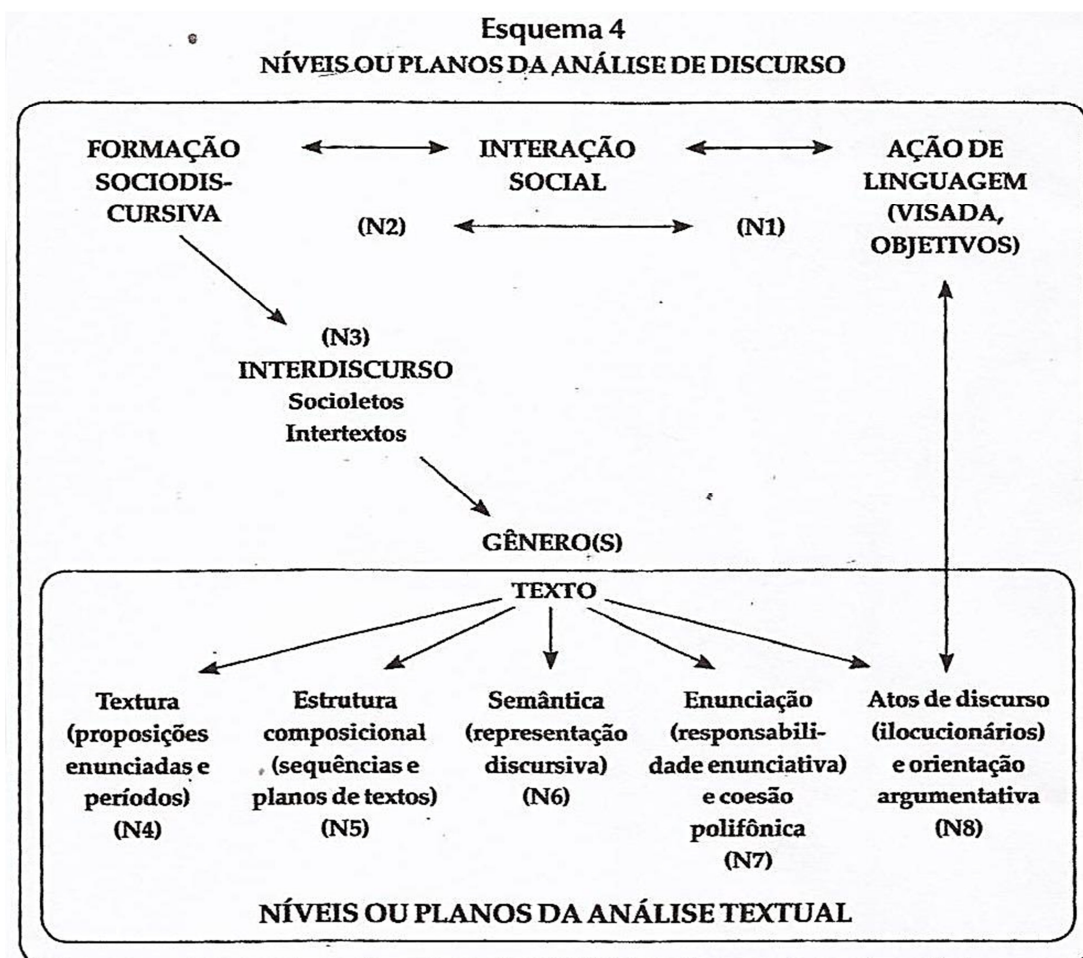 Esquema 4
NÍVEIS OU PLANOS DA ANÁLISE DE DISCURSO
FORMAÇÃO
SOCIODIS-
CURSIVA
INTERAÇÃO
SOCIAL
AÇÃO DE
LINGUAGEM
(VISADA,
OBJETIVOS)
(N2)
(N1)
(N3)
INTERDISCURSO
Socioletos
Intertextos
GÊNERO(S)
TEXTO
Textura
(proposições
enunciadas e
períodos)
(N4)
Estrutura
composicional
(sequências e
planos de textos)
(N5)
Semântica
(representação
discursiva)
(N6)
Enunciação
(responsabili-
dade enunciativa)
e coesão
polifônica
(N7)
Atos de discurso
(ilocucionários)
e orientação
argumentativa
(N8)
NÍVEIS OU PLANOS DA ANÁLISE TEXTUAL